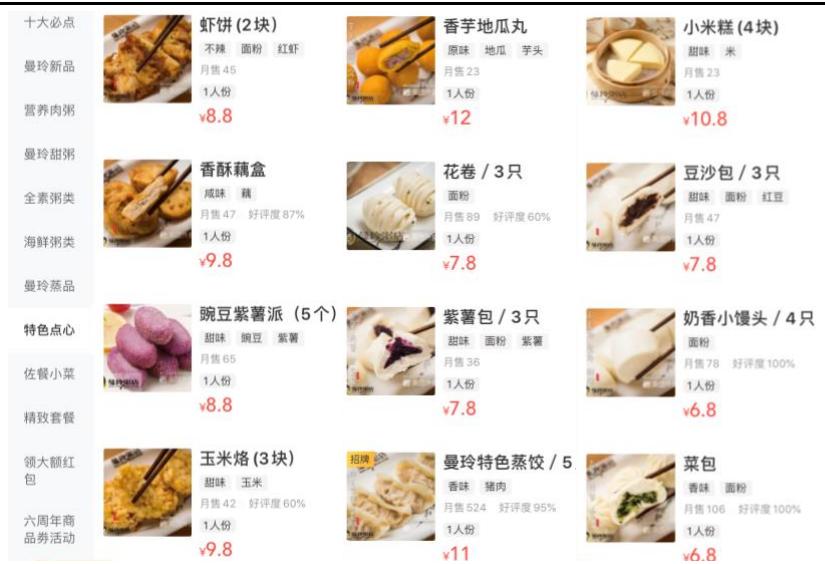 十大必点
曼玲新品
营养肉粥
曼玲甜粥
全素粥类
海鲜粥类
曼玲蒸品
特色点心
佐餐小菜
精致套餐
领大额红
包
六周年商
品券活动
虾饼(2块)
不辣 面粉 红虾
月售45
1人份
¥8.8
香芋地瓜丸
原味 地瓜 芋头
月售23
1人份
¥12
小米糕(4块)
甜味 米
月售23
1人份
¥10.8
香酥藕盒
咸味 藕
月售47 好评度87%
1人份
¥9.8
花卷 / 3只
面粉
月售89 好评度60%
1人份
¥7.8
豆沙包 / 3只
甜味 面粉 红豆
月售47
1人份
¥7.8
豌豆紫薯派（5个）
甜味 豌豆 紫薯
月售65
1人份
¥8.8
紫薯包 / 3只
甜味 面粉 紫薯
月售36
1人份
¥7.8
奶香小馒头 / 4只
面粉
月售78 好评度100%
1人份
¥6.8
玉米烙(3块)
甜味 玉米
月售42 好评度60%
1人份
¥9.8
招牌
曼玲特色蒸饺 / 5
香味 猪肉
月售524 好评度95%
1人份
¥11
菜包
香味 面粉
月售106 好评度100%
1人份
¥6.8